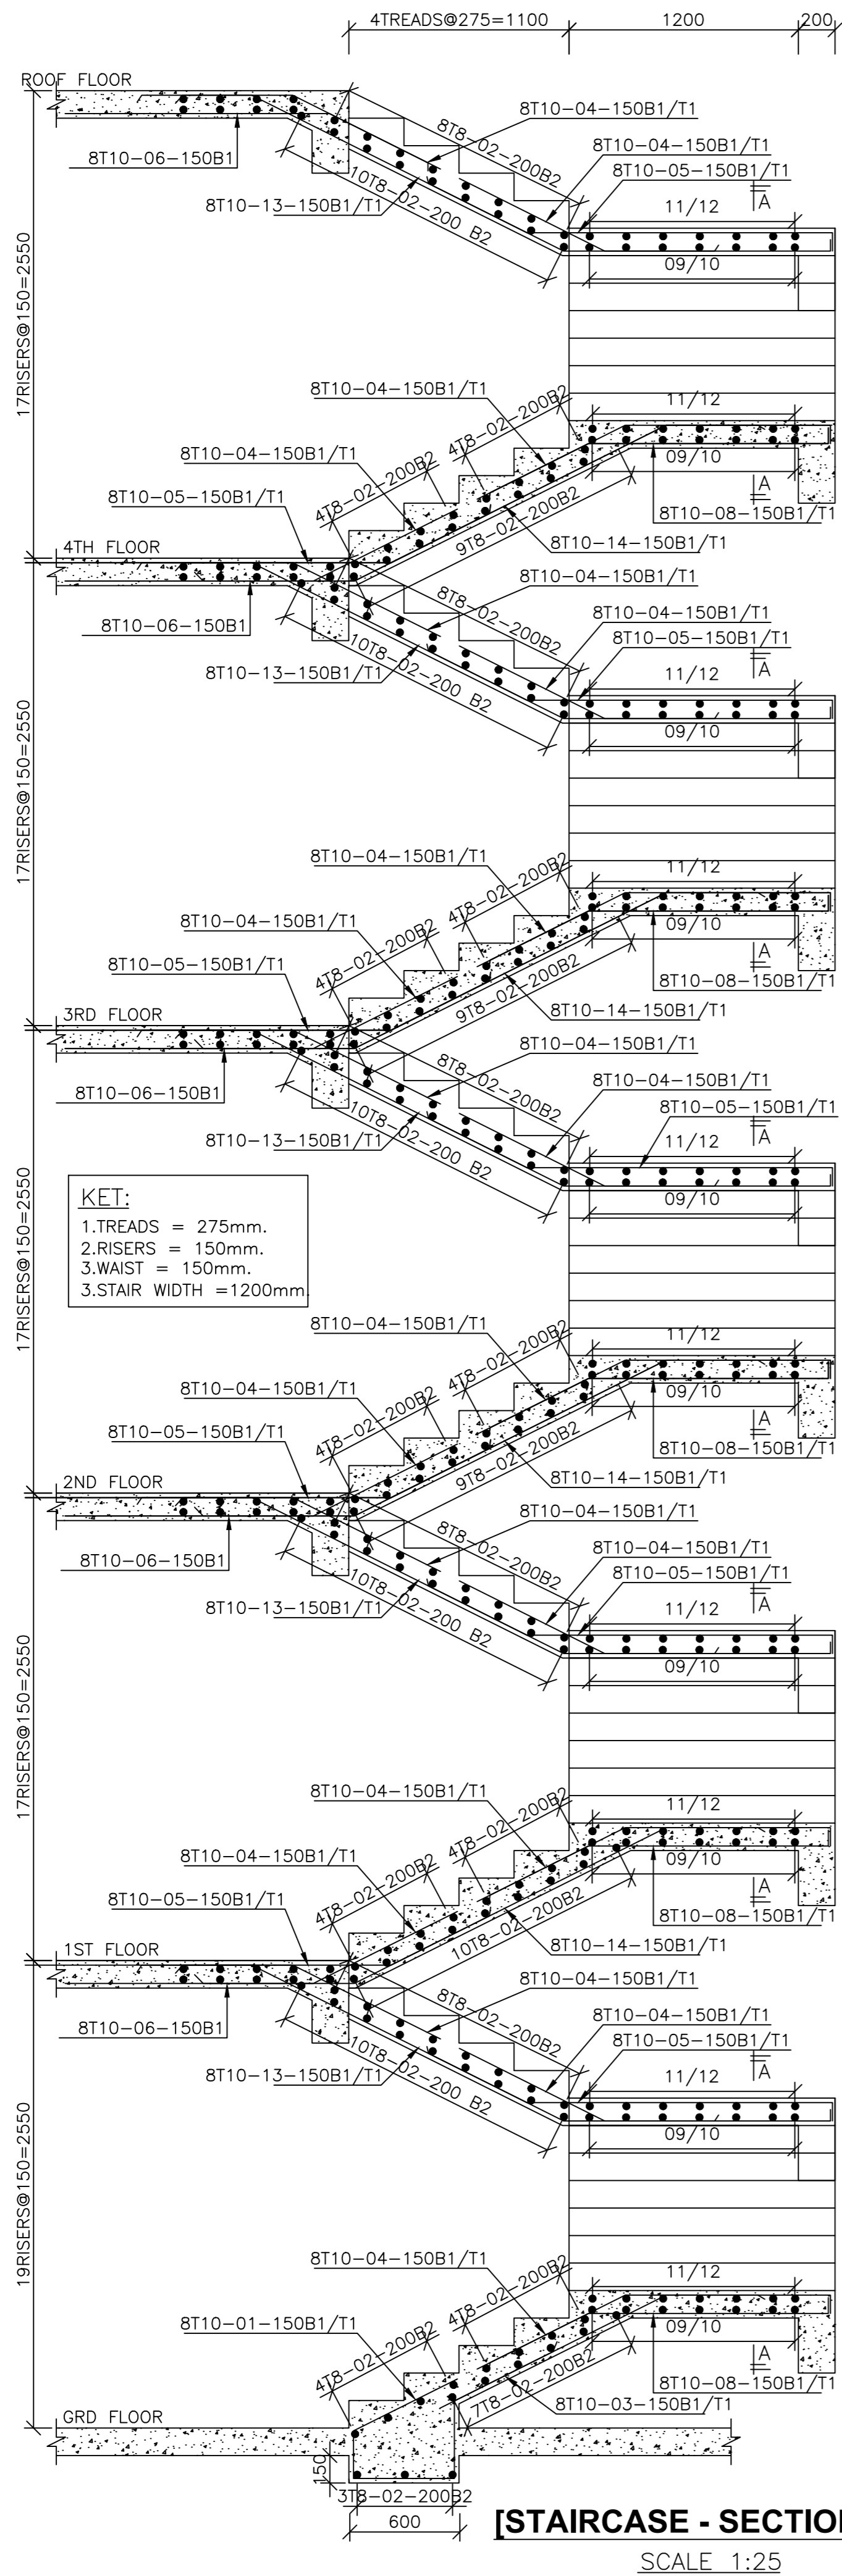 4TREADS@275=1100
1200
200
ROOF FLOOR
8T10-04-150B1/T1
8T8-02-200B2
8T10-04-150B1/T1
8T10-06-150B1
8T10-05-150B1/T1
10T8-02-200 B2
8T10-13-150B1/T1
11/12
A
09/10
17RISERS@150=2550
8T10-04-150B1/T1
11/12
4T8-02-200B2
8T10-04-150B1/T1
09/10
8T10-05-150B1/T1
4T8-02-200B2
A
9T8-02-200B2
8T10-08-150B1/T1
4TH FLOOR
8T10-14-150B1/T1
8T10-04-150B1/T1
8T8-02-200B2
8T10-04-150B1/T1
8T10-06-150B1
8T10-05-150B1/T1
10T8-02-200 B2
8T10-13-150B1/T1
11/12
A
09/10
17RISERS@150=2550
8T10-04-150B1/T1
11/12
4T8-02-200B2
8T10-04-150B1/T1
09/10
8T10-05-150B1/T1
4T8-02-200B2
A
9T8-02-200B2
8T10-08-150B1/T1
3RD FLOOR
8T10-14-150B1/T1
8T10-04-150B1/T1
8T8-02-200B2
8T10-04-150B1/T1
8T10-06-150B1
8T10-05-150B1/T1
10T8-02-200 B2
8T10-13-150B1/T1
11/12
A
09/10
17RISERS@150=2550
KET:
1.TREADS = 275mm.
2.RISERS = 150mm.
3.WAIST = 150mm.
3.STAIR WIDTH =1200mm.
8T10-04-150B1/T1
11/12
4T8-02-200B2
8T10-04-150B1/T1
09/10
8T10-05-150B1/T1
4T8-02-200B2
A
9T8-02-200B2
8T10-08-150B1/T1
2ND FLOOR
8T10-14-150B1/T1
8T10-04-150B1/T1
8T8-02-200B2
8T10-04-150B1/T1
8T10-06-150B1
8T10-05-150B1/T1
10T8-02-200 B2
8T10-13-150B1/T1
11/12
A
09/10
17RISERS@150=2550
8T10-04-150B1/T1
11/12
4T8-02-200B2
8T10-04-150B1/T1
09/10
8T10-05-150B1/T1
4T8-02-200B2
A
10T8-02-200B2
8T10-08-150B1/T1
1ST FLOOR
8T10-14-150B1/T1
8T10-04-150B1/T1
8T8-02-200B2
8T10-04-150B1/T1
8T10-06-150B1
8T10-05-150B1/T1
10T8-02-200 B2
8T10-13-150B1/T1
11/12
A
09/10
19RISERS@150=2550
8T10-04-150B1/T1
11/12
4T8-02-200B2
8T10-01-150B1/T1
09/10
4T8-02-200B2
A
7T8-02-200B2
8T10-08-150B1/T1
8T10-03-150B1/T1
GRD FLOOR
150
3T8-02-200B2
600
[STAIRCASE - SECTION
SCALE 1:25